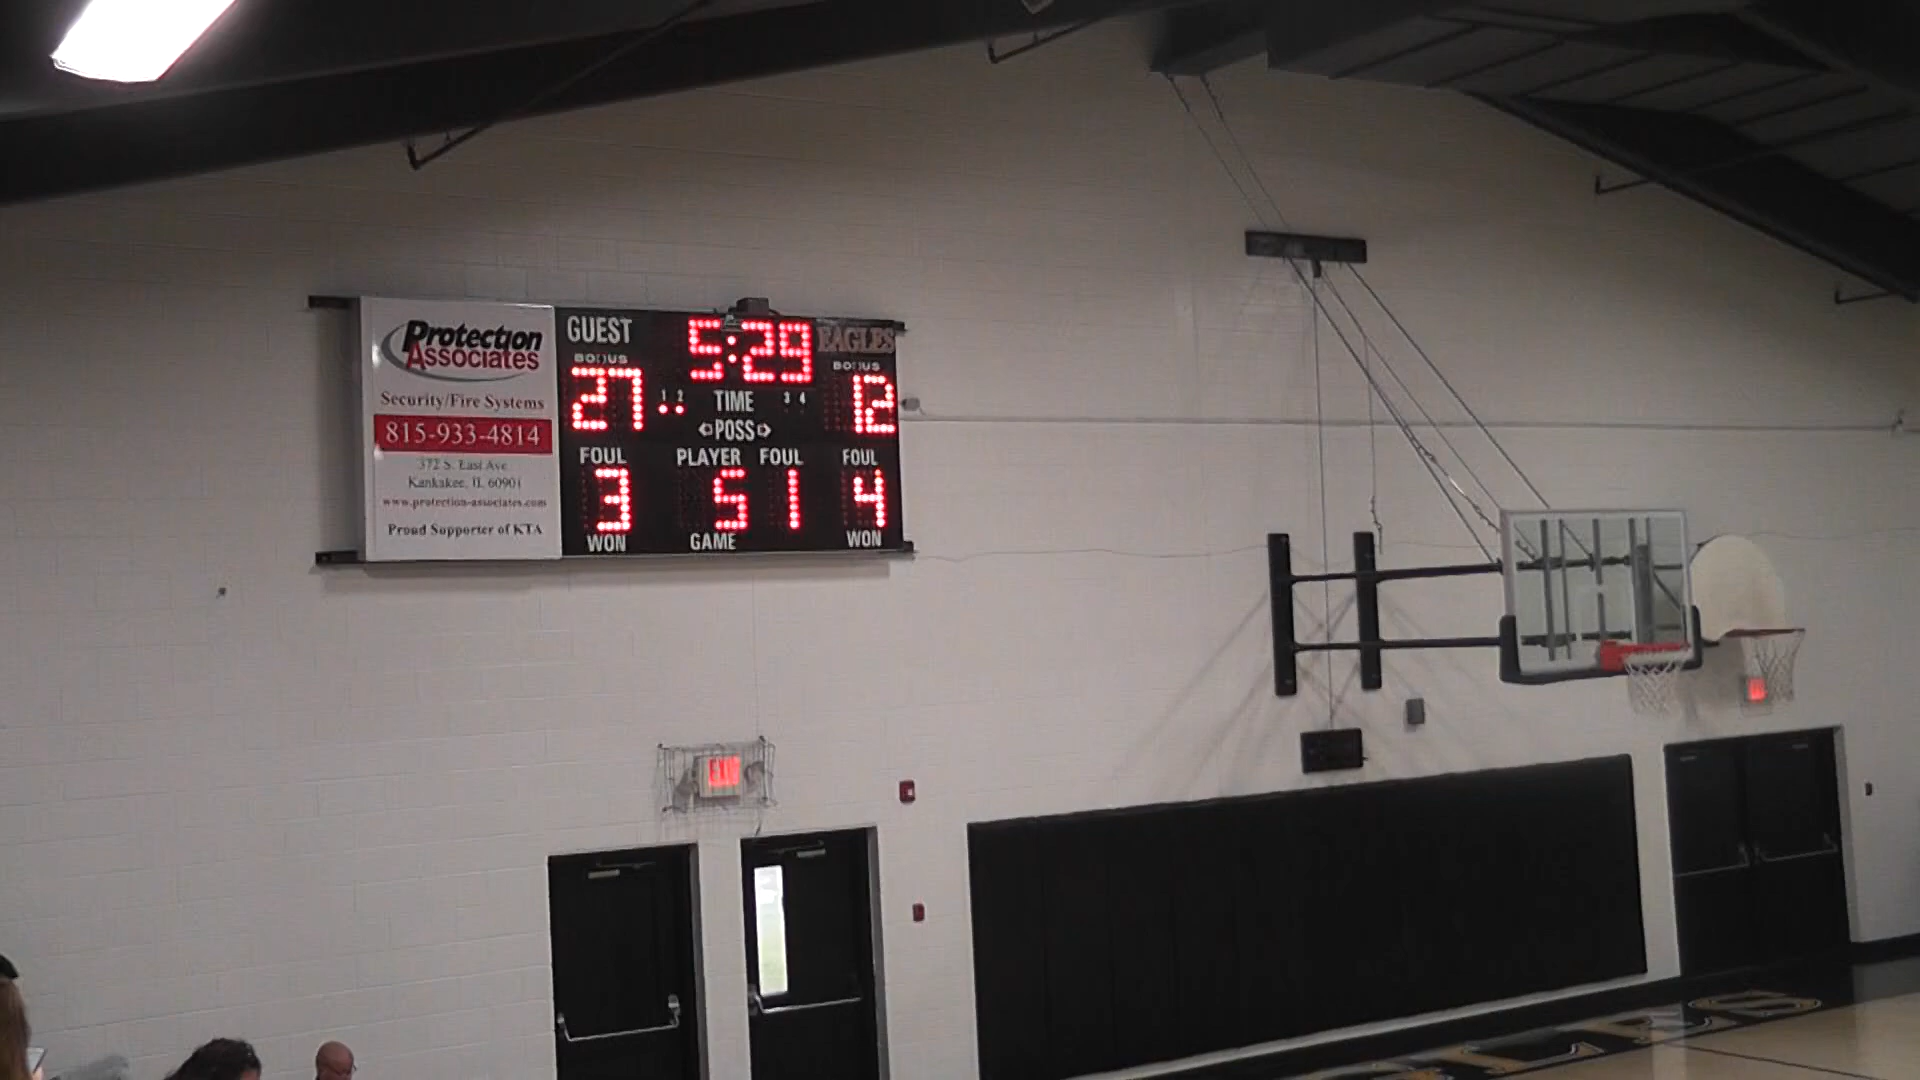 Protection
Associates
Security/Fire Systems
815-933-4814
372 S. East Ave
Kankakee, IL 60901
www.protection-associates.com
Proud Supporter of KTA
GUEST 5:29 EAGLES
BONUS BONUS
27 1 2 TIME 3 4 12
POSS
FOUL PLAYER FOUL FOUL
3 5 1 4
WON GAME WON
EXIT